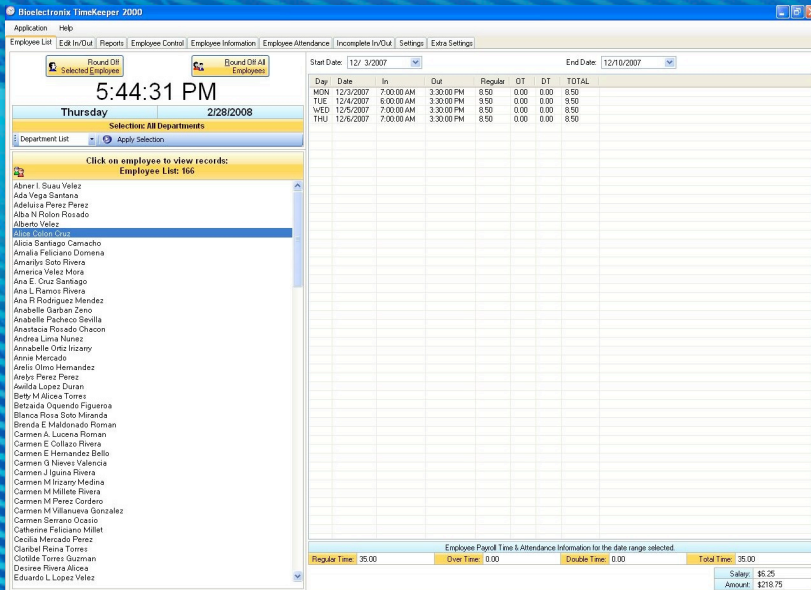 Bioelectronix TimeKeeper 2000
Application Help
Employee List Edit In/Out Reports Employee Control Employee Information Employee Attendance Incomplete In/Out Settings Extra Settings
Round Off Selected Employee
Round Off All Employees
5:44:31 PM
Thursday 2/28/2008
Selection: All Departments
Department List Apply Selection
Click on employee to view records:
Employee List: 166
Abner I. Suau Velez
Ada Vega Santana
Adeluisa Perez Perez
Alba N Rolon Rosado
Alberto Velez
Alice Colon Cruz
Alicia Santiago Camacho
Amalia Feliciano Domena
Amarilys Soto Rivera
America Velez Mora
Ana E. Cruz Santiago
Ana L Ramos Rivera
Ana R Rodriguez Mendez
Anabelle Garban Zeno
Anabelle Pacheco Sevilla
Anastacia Rosado Chacon
Andrea Lima Nunez
Annabelle Ortiz Irizarry
Annie Mercado
Arelis Olmo Hernandez
Arelys Perez Perez
Awilda Lopez Duran
Betty M Alicea Torres
Betzaida Oquendo Figueroa
Blanca Rosa Soto Miranda
Brenda E Maldonado Roman
Carmen A. Lucena Roman
Carmen E Collazo Rivera
Carmen E Hernandez Bello
Carmen G Nieves Valencia
Carmen J Iguina Rivera
Carmen M Irizarry Medina
Carmen M Millete Rivera
Carmen M Perez Cordero
Carmen M Villanueva Gonzalez
Carmen Serrano Ocasio
Catherine Feliciano Millet
Cecilia Mercado Perez
Claribel Reina Torres
Clotilde Torres Guzman
Desiree Rivera Alicea
Eduardo L Lopez Velez
Start Date: 12/ 3/2007 End Date: 12/10/2007
Day Date In Out Regular OT DT TOTAL
MON 12/3/2007 7:00:00 AM 3:30:00 PM 8.50 0.00 0.00 8.50
TUE 12/4/2007 6:00:00 AM 3:30:00 PM 9.50 0.00 0.00 9.50
WED 12/5/2007 7:00:00 AM 3:30:00 PM 8.50 0.00 0.00 8.50
THU 12/6/2007 7:00:00 AM 3:30:00 PM 8.50 0.00 0.00 8.50
Employee Payroll Time & Attendance Information for the date range selected.
Regular Time: 35.00 Over Time: 0.00 Double Time: 0.00 Total Time: 35.00
Salary: $6.25
Amount: $218.75